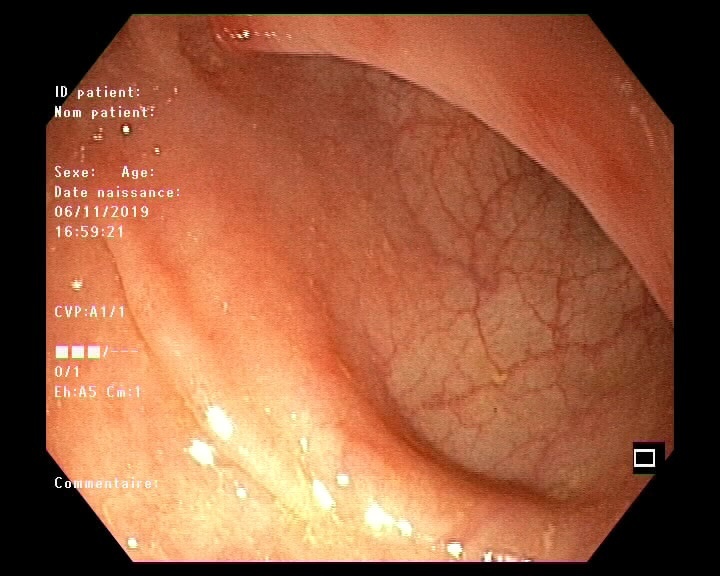 ID patient:
Nom patient:
Sexe: Age:
Date naissance:
06/11/2019
16:59:21
CVP:A1/1
/---
0/1
Eh:A5 Cm:1
Commentaire: